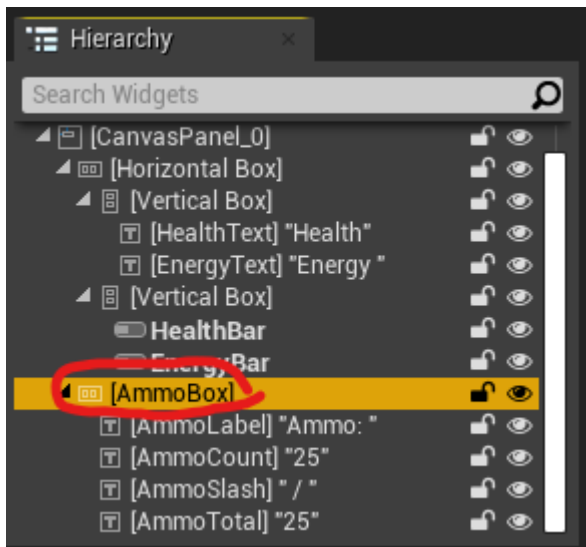 Hierarchy
Search Widgets
[CanvasPanel_0]
[Horizontal Box]
[Vertical Box]
[HealthText] "Health"
[EnergyText] "Energy "
[Vertical Box]
HealthBar
EnergyBar
[AmmoBox]
[AmmoLabel] "Ammo: "
[AmmoCount] "25"
[AmmoSlash] " / "
[AmmoTotal] "25"